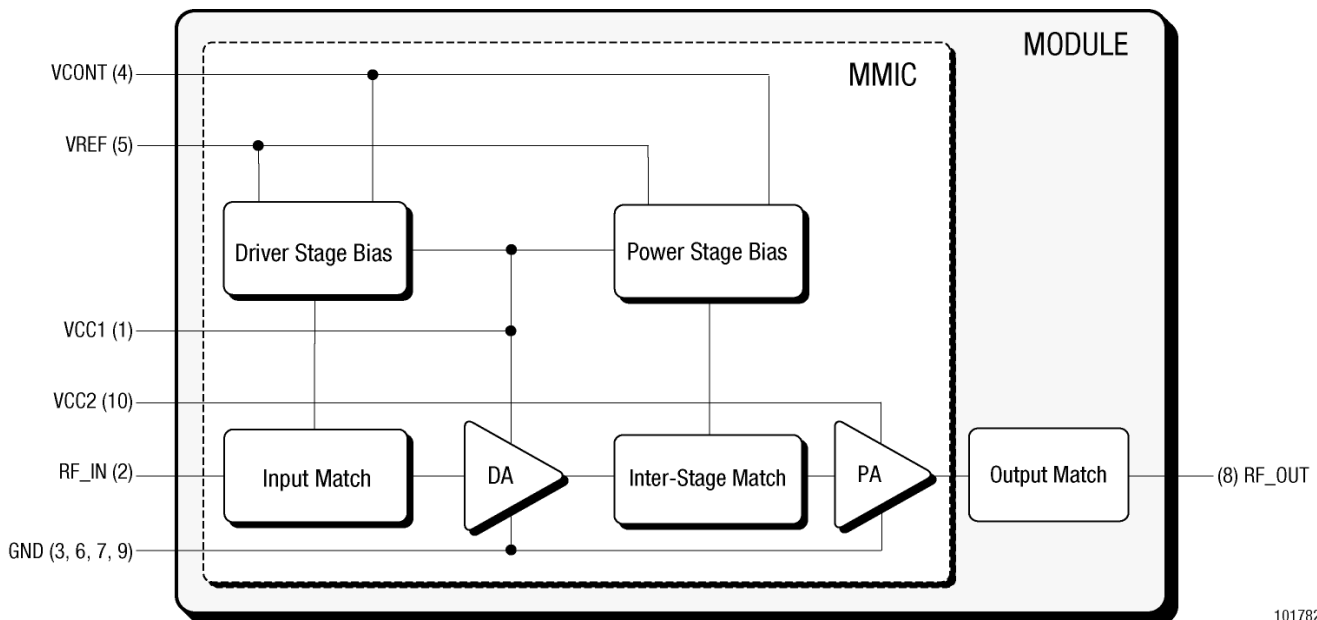 MODULE
MMIC
VCONT (4)
VREF (5)
Driver Stage Bias
Power Stage Bias
VCC1 (1)
VCC2 (10)
RF_IN (2)
Input Match
DA
Inter-Stage Match
PA
Output Match
(8) RF_OUT
GND (3, 6, 7, 9)
101782